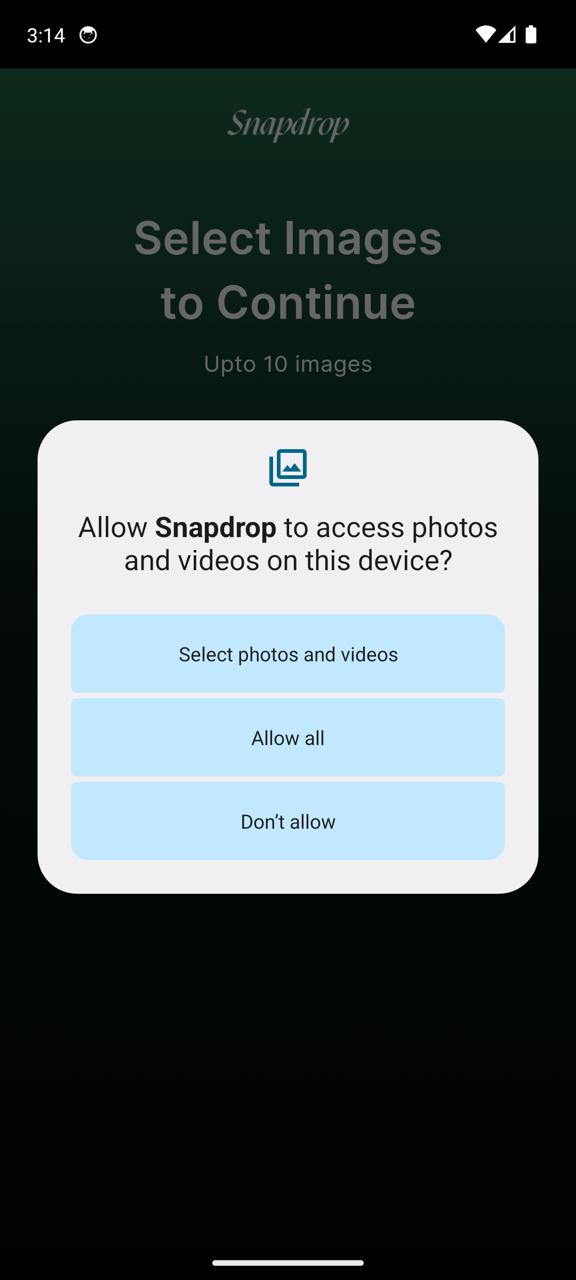 3:14
Snapdrop
Select Images
to Continue
Upto 10 images
Allow Snapdrop to access photos
and videos on this device?
Select photos and videos
Allow all
Don’t allow